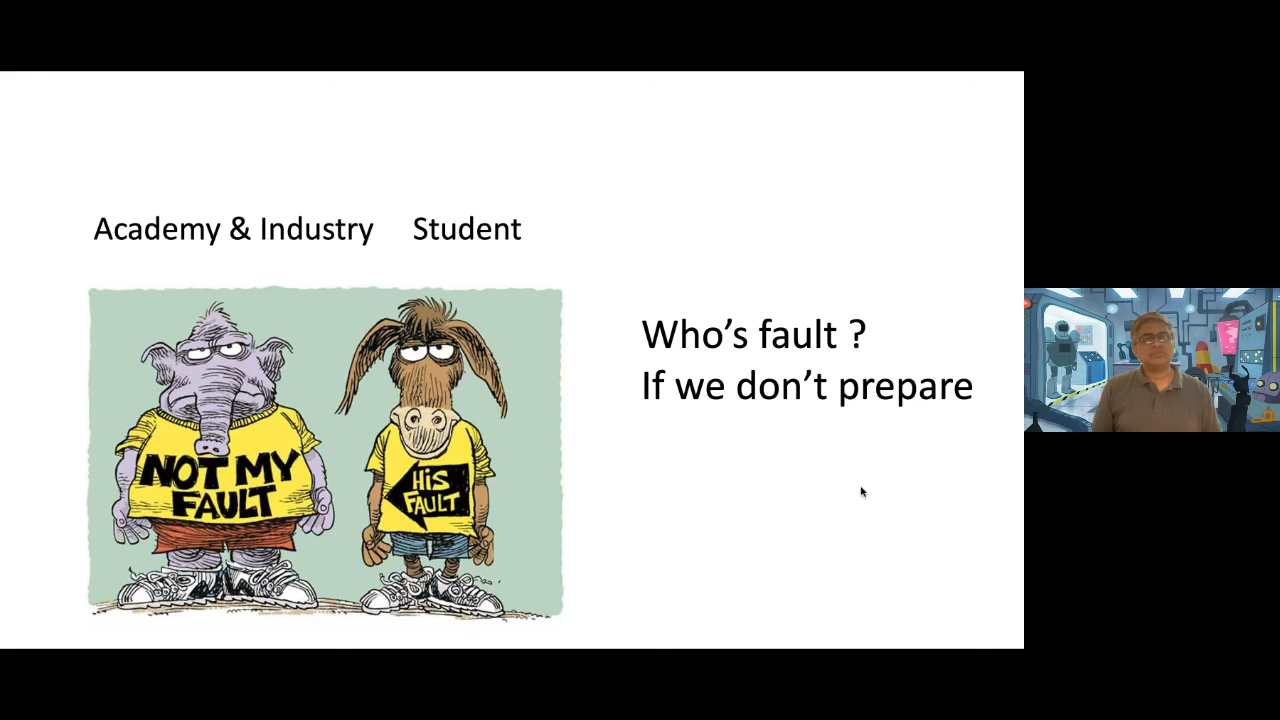 Academy & Industry Student
NOT MY
FAULT
HiS
FAULT
Who’s fault ?
If we don’t prepare